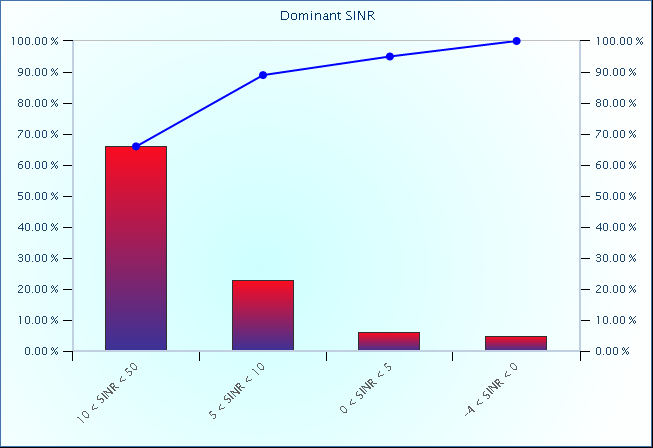 Dominant SINR
100.00 % 100.00 %
90.00 % 90.00 %
80.00 % 80.00 %
70.00 % 70.00 %
60.00 % 60.00 %
50.00 % 50.00 %
40.00 % 40.00 %
30.00 % 30.00 %
20.00 % 20.00 %
10.00 % 10.00 %
0.00 % 0.00 %
10 < SINR < 50
5 < SINR < 10
0 < SINR < 5
-4 < SINR < 0